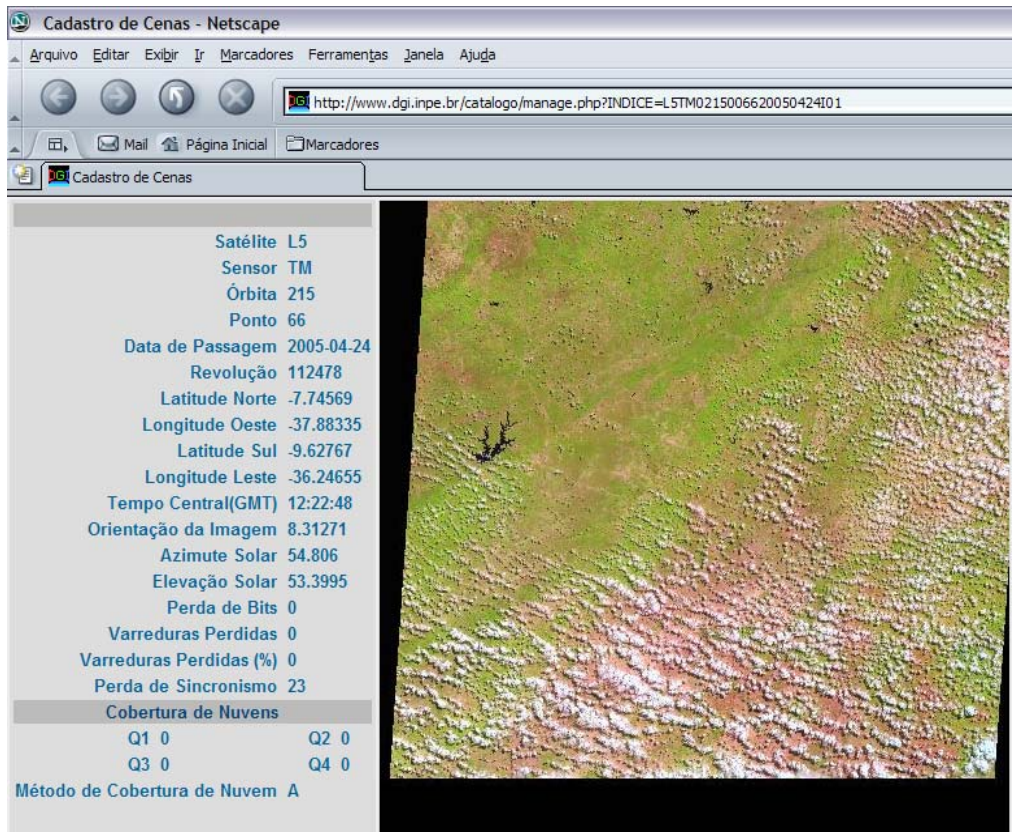 Cadastro de Cenas - Netscape
Arquivo Editar Exibir Ir Marcadores Ferramentas Janela Ajuda
DGI http://www.dgi.inpe.br/catalogo/manage.php?INDICE=L5TM0215006620050424I01
Mail Página Inicial Marcadores
DGI Cadastro de Cenas
Satélite L5
Sensor TM
Órbita 215
Ponto 66
Data de Passagem 2005-04-24
Revolução 112478
Latitude Norte -7.74569
Longitude Oeste -37.88335
Latitude Sul -9.62767
Longitude Leste -36.24655
Tempo Central(GMT) 12:22:48
Orientação da Imagem 8.31271
Azimute Solar 54.806
Elevação Solar 53.3995
Perda de Bits 0
Varreduras Perdidas 0
Varreduras Perdidas (%) 0
Perda de Sincronismo 23
Cobertura de Nuvens
Q1 0 Q2 0
Q3 0 Q4 0
Método de Cobertura de Nuvem A